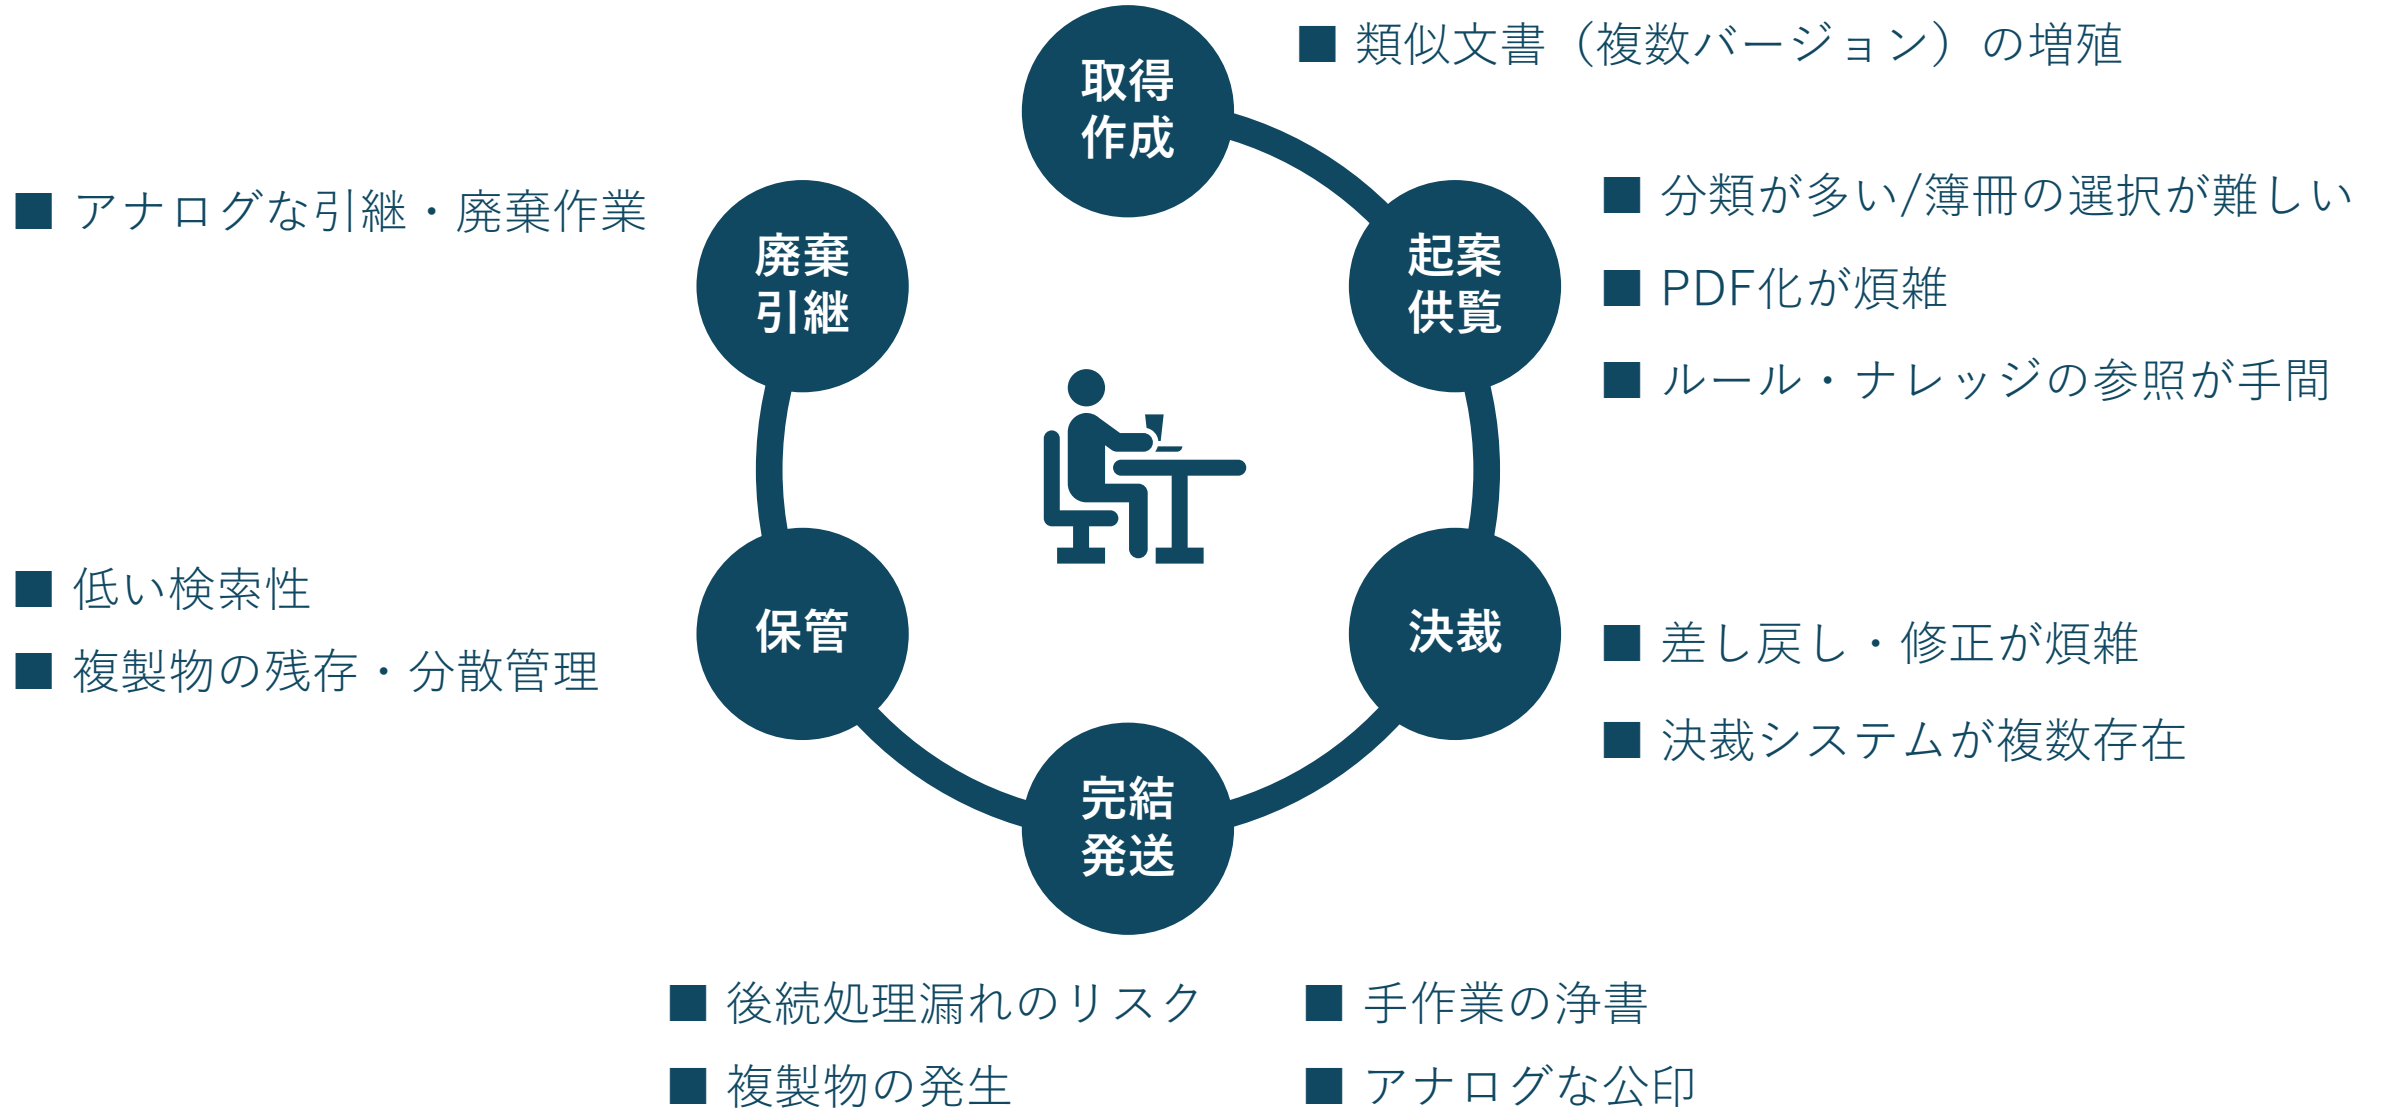 取得
作成
■ 類似文書（複数バージョン）の増殖
起案
供覧
■ 分類が多い/簿冊の選択が難しい
■ PDF化が煩雑
■ ルール・ナレッジの参照が手間
決裁
■ 差し戻し・修正が煩雑
■ 決裁システムが複数存在
完結
発送
■ 後続処理漏れのリスク
■ 複製物の発生
■ 手作業の浄書
■ アナログな公印
保管
■ 低い検索性
■ 複製物の残存・分散管理
廃棄
引継
■ アナログな引継・廃棄作業